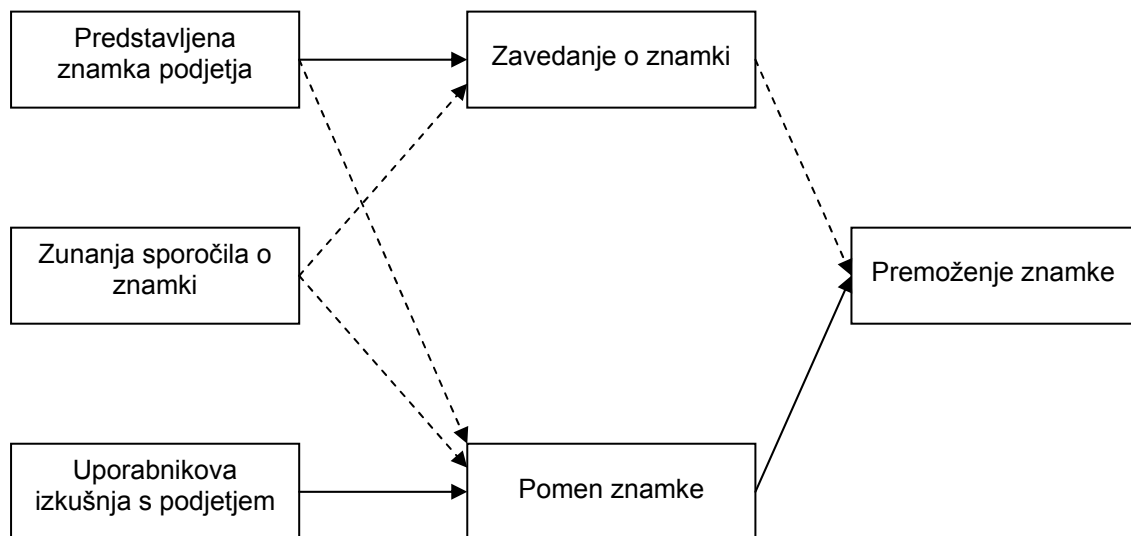 Predstavljena
znamka podjetja
Zavedanje o znamki
Zunanja sporočila o
znamki
Premoženje znamke
Uporabnikova
izkušnja s podjetjem
Pomen znamke